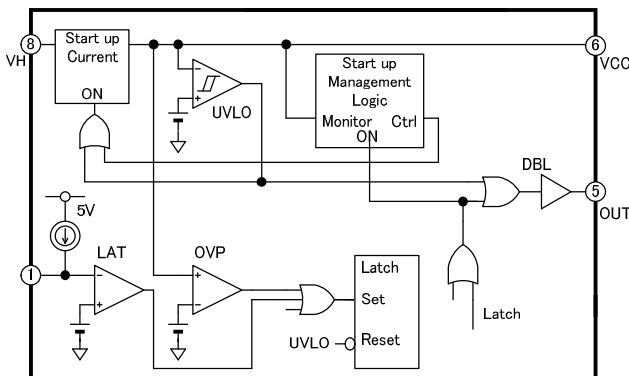 8
VH
Start up
Current
ON
UVLO
Start up
Management
Logic
Monitor Ctrl
ON
6
VCC
DBL
5
OUT
5V
1
LAT
OVP
Latch
Set
UVLO
Reset
Latch